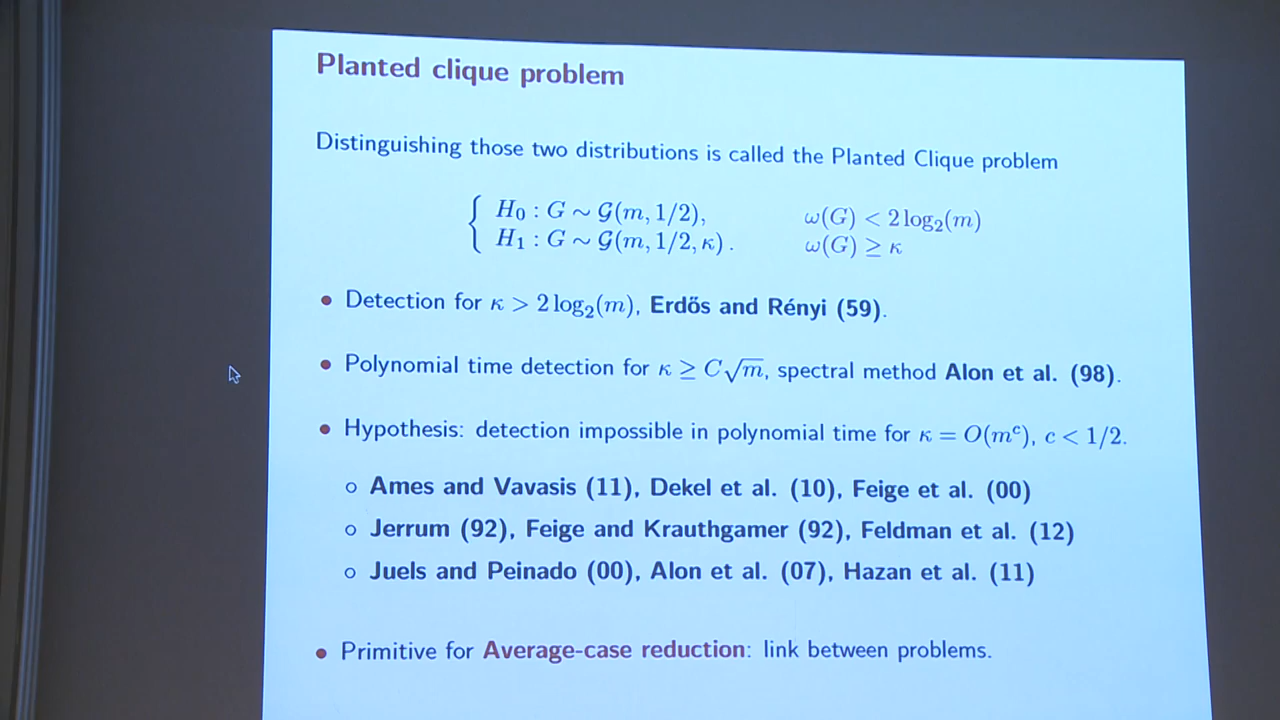 Planted clique problem
Distinguishing those two distributions is called the Planted Clique problem
H₀ : G ∼ 𝒢(m, 1/2), ω(G) < 2 log₂(m)
H₁ : G ∼ 𝒢(m, 1/2, κ) . ω(G) ≥ κ
• Detection for κ > 2 log₂(m), Erdős and Rényi (59).
• Polynomial time detection for κ ≥ C√m, spectral method Alon et al. (98).
• Hypothesis: detection impossible in polynomial time for κ = O(mᶜ), c < 1/2.
○ Ames and Vavasis (11), Dekel et al. (10), Feige et al. (00)
○ Jerrum (92), Feige and Krauthgamer (92), Feldman et al. (12)
○ Juels and Peinado (00), Alon et al. (07), Hazan et al. (11)
• Primitive for Average-case reduction: link between problems.